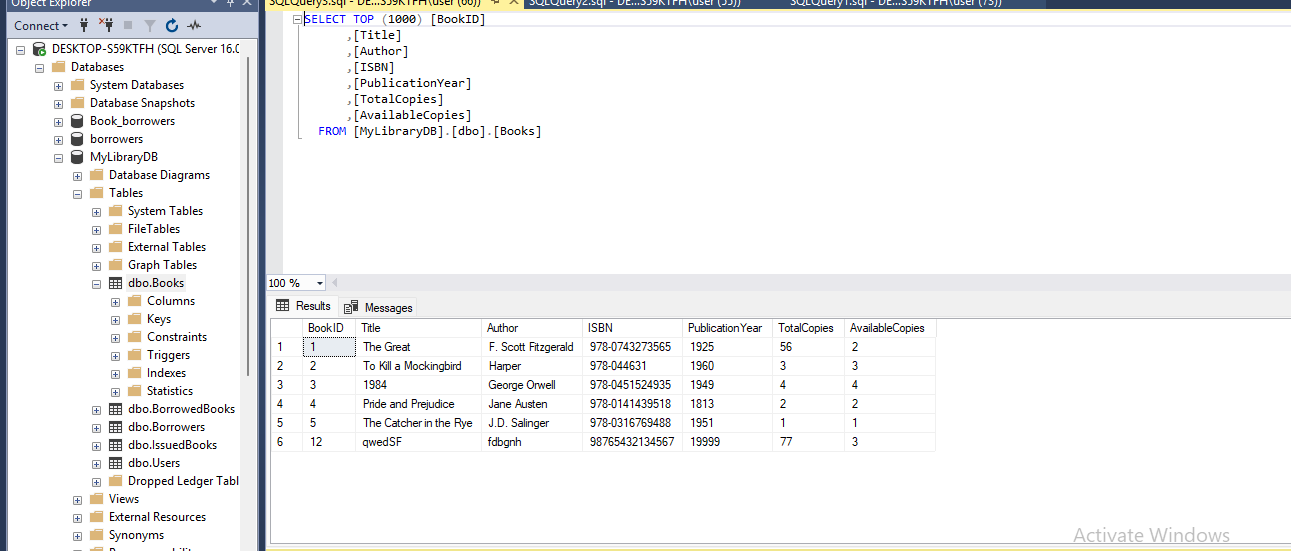 Object Explorer
SQLQuery3.sql - DE...S59KTFH\user (66))
SQLQuery2.sql - DE...S59KTFH\user (55))
SQLQuery1.sql - DE...S59KTFH\user (73))
Connect
DESKTOP-S59KTFH (SQL Server 16.0
Databases
System Databases
Database Snapshots
Book_borrowers
borrowers
MyLibraryDB
Database Diagrams
Tables
System Tables
FileTables
External Tables
Graph Tables
dbo.Books
Columns
Keys
Constraints
Triggers
Indexes
Statistics
dbo.BorrowedBooks
dbo.Borrowers
dbo.IssuedBooks
dbo.Users
Dropped Ledger Tabl
Views
External Resources
Synonyms
SELECT TOP (1000) [BookID]
,[Title]
,[Author]
,[ISBN]
,[PublicationYear]
,[TotalCopies]
,[AvailableCopies]
FROM [MyLibraryDB].[dbo].[Books]
100 %
Results Messages
BookID Title Author ISBN PublicationYear TotalCopies AvailableCopies
1 1 The Great F. Scott Fitzgerald 978-0743273565 1925 56 2
2 2 To Kill a Mockingbird Harper 978-044631 1960 3 3
3 3 1984 George Orwell 978-0451524935 1949 4 4
4 4 Pride and Prejudice Jane Austen 978-0141439518 1813 2 2
5 5 The Catcher in the Rye J.D. Salinger 978-0316769488 1951 1 1
6 12 qwedSF fdbgnh 98765432134567 19999 77 3
Activate Windows